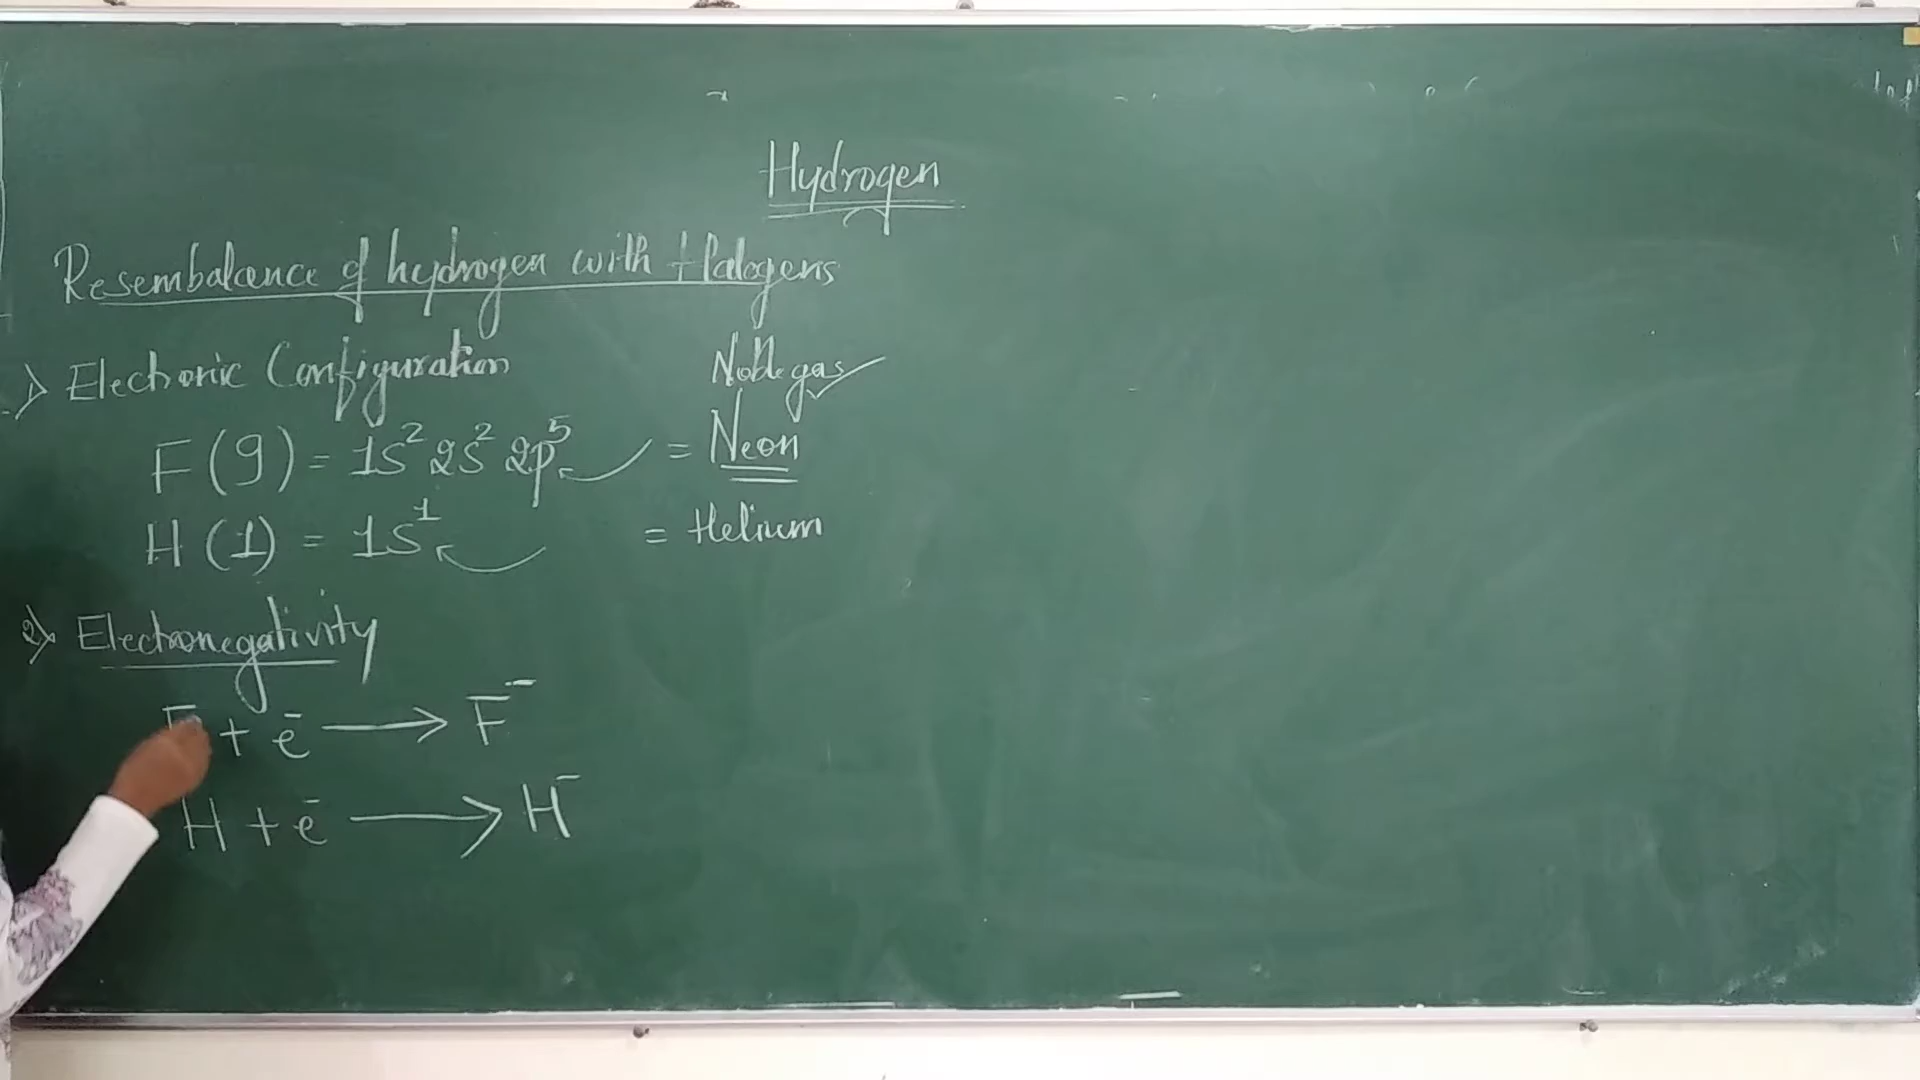 Hydrogen
Resembalance of hydrogen with Halogens
1) Electronic Configuration Noble gas
F (9) = 1s² 2s² 2p⁵ = Neon
H (1) = 1s¹ = Helium
2) Electronegativity
F + e⁻ → F⁻
H + e⁻ → H⁻